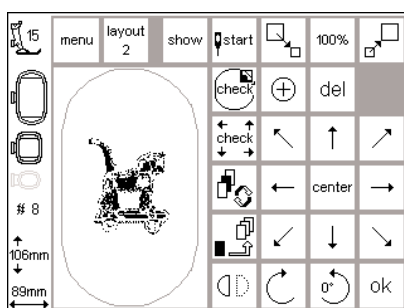 15
menu
layout
2
show
start
100%
check
del
check
center
# 8
106mm
89mm
0°
ok